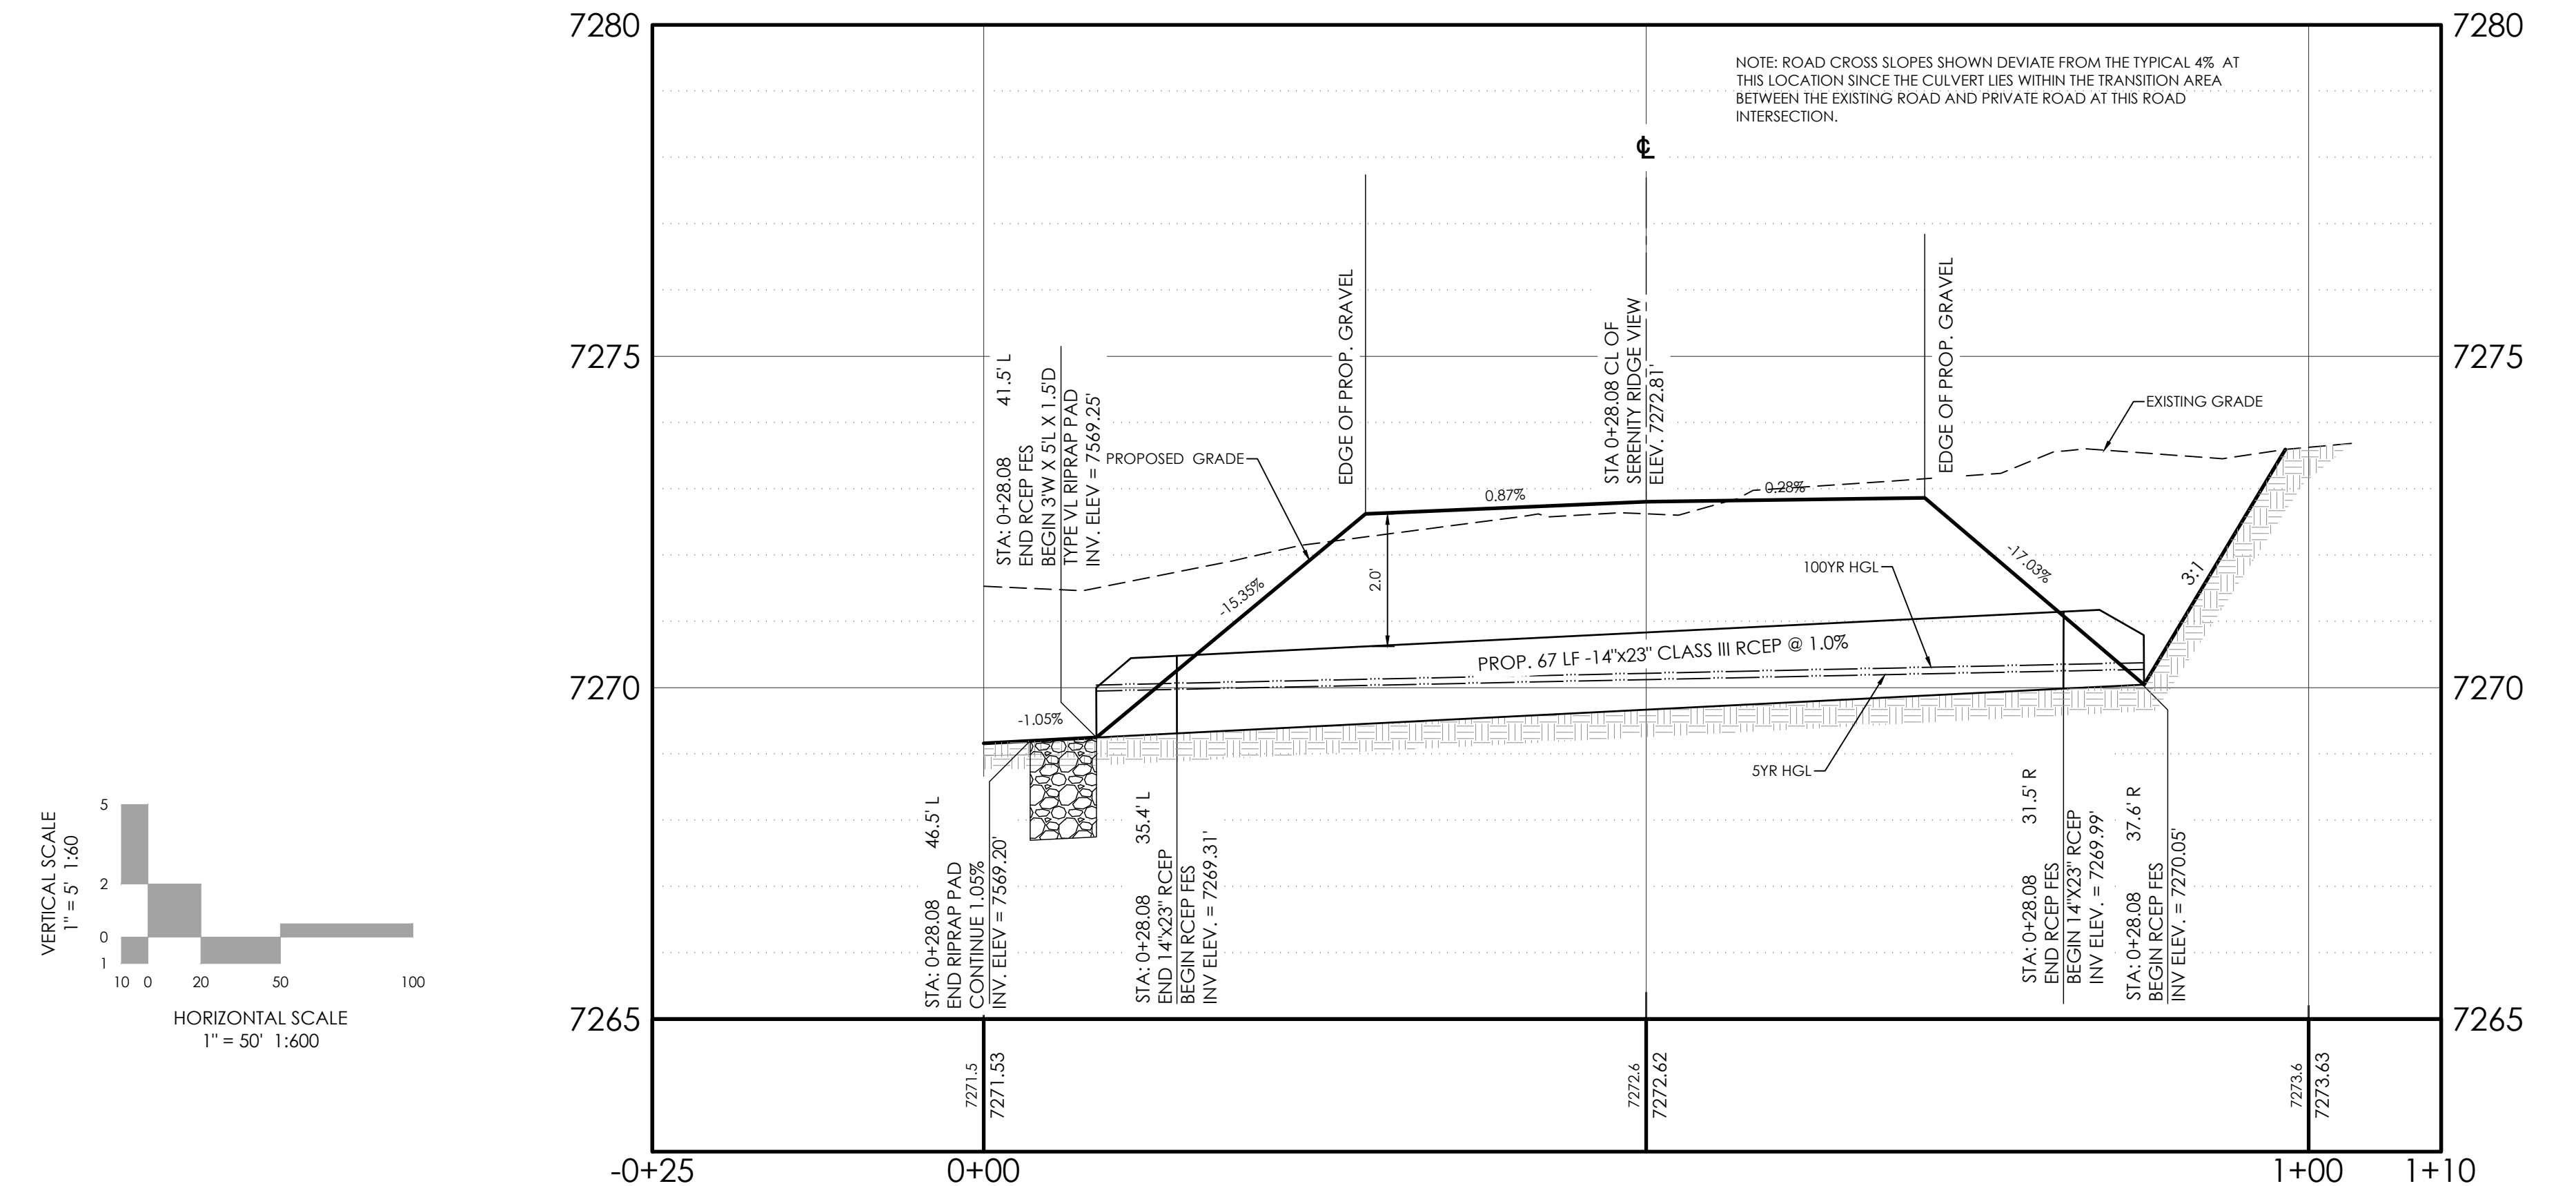 7280
7280
NOTE: ROAD CROSS SLOPES SHOWN DEVIATE FROM THE TYPICAL 4% AT
THIS LOCATION SINCE THE CULVERT LIES WITHIN THE TRANSITION AREA
BETWEEN THE EXISTING ROAD AND PRIVATE ROAD AT THIS ROAD
INTERSECTION.
℄
7275
7275
STA: 0+28.08 41.5' L
END RCEP FES
BEGIN 3'W X 5'L X 1.5'D
TYPE VL RIPRAP PAD
INV. ELEV = 7569.25'
PROPOSED GRADE
EDGE OF PROP. GRAVEL
STA 0+28.08 CL OF
SERENITY RIDGE VIEW
ELEV. 7272.81'
EDGE OF PROP. GRAVEL
EXISTING GRADE
0.87%
0.28%
-15.35%
2.0'
100YR HGL
-17.03%
3:1
PROP. 67 LF -14"x23" CLASS III RCEP @ 1.0%
7270
7270
-1.05%
5YR HGL
STA: 0+28.08 46.5' L
END RIPRAP PAD
CONTINUE 1.05%
INV. ELEV = 7569.20'
STA: 0+28.08 35.4' L
END 14"x23" RCEP
BEGIN RCEP FES
INV ELEV. = 7269.31'
STA: 0+28.08 31.5' R
END RCEP FES
BEGIN 14"X23" RCEP
INV ELEV. = 7269.99'
STA: 0+28.08 37.6' R
BEGIN RCEP FES
INV ELEV. = 7270.05'
VERTICAL SCALE
1" = 5' 1:60
5
2
0
1
10 0 20 50 100
HORIZONTAL SCALE
1" = 50' 1:600
7265
7265
7271.5
7271.53
7272.6
7272.62
7273.6
7273.63
-0+25
0+00
1+00
1+10